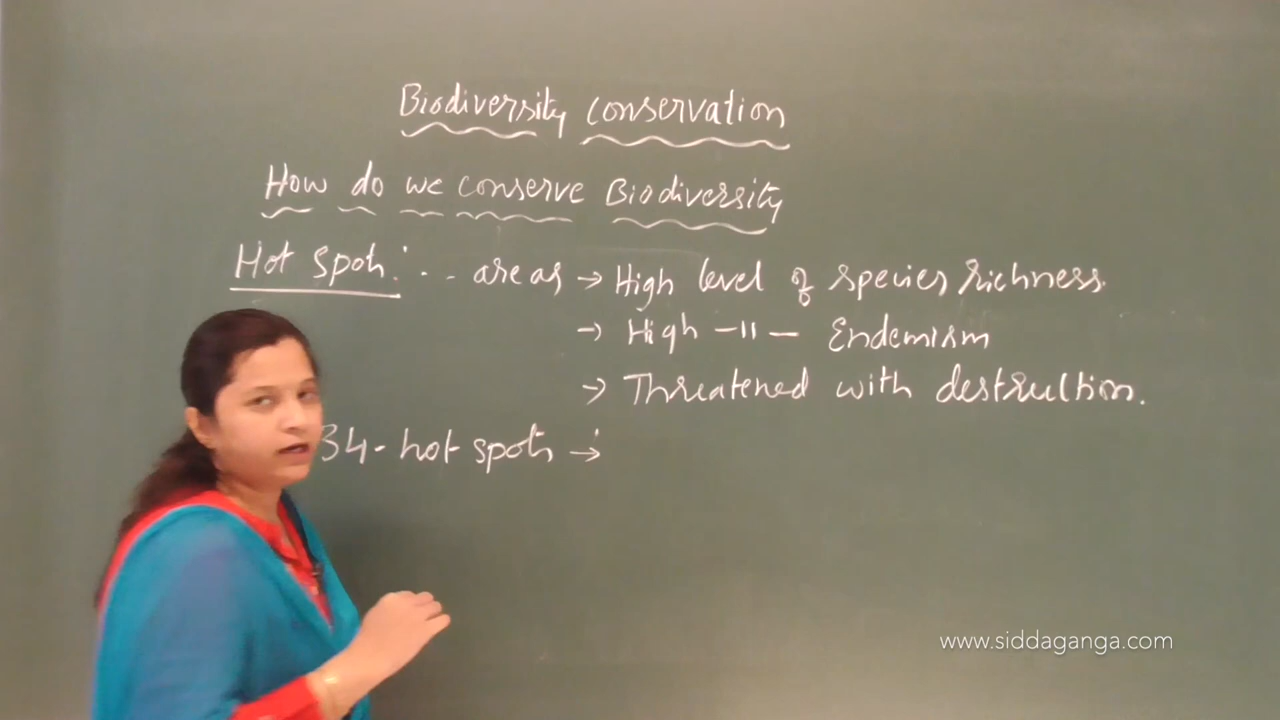 Biodiversity conservation
How do we conserve Biodiversity
Hot spots: - areas → High level of species richness.
→ High -11- Endemism
→ Threatened with destruction.
34 - hot spots →
www.siddaganga.com